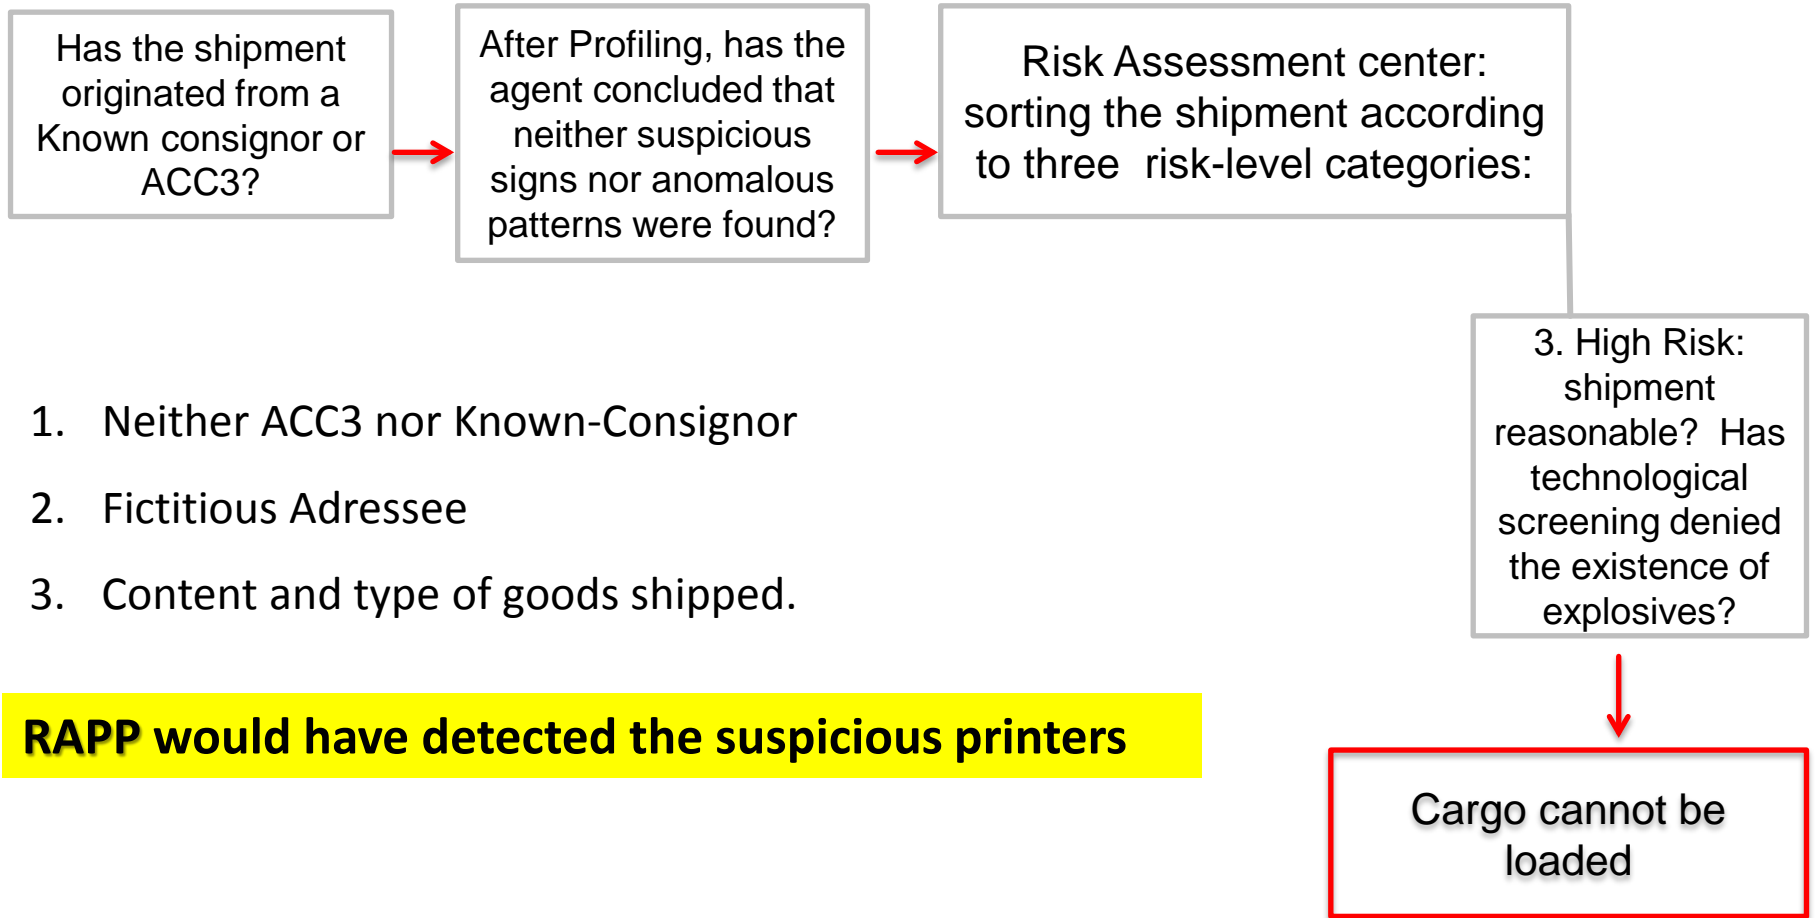 Has the shipment
originated from a
Known consignor or
ACC3?
After Profiling, has the
agent concluded that
neither suspicious
signs nor anomalous
patterns were found?
Risk Assessment center:
sorting the shipment according
to three risk-level categories:
3. High Risk:
shipment
reasonable? Has
technological
screening denied
the existence of
explosives?
1. Neither ACC3 nor Known-Consignor
2. Fictitious Adressee
3. Content and type of goods shipped.
RAPP would have detected the suspicious printers
Cargo cannot be
loaded